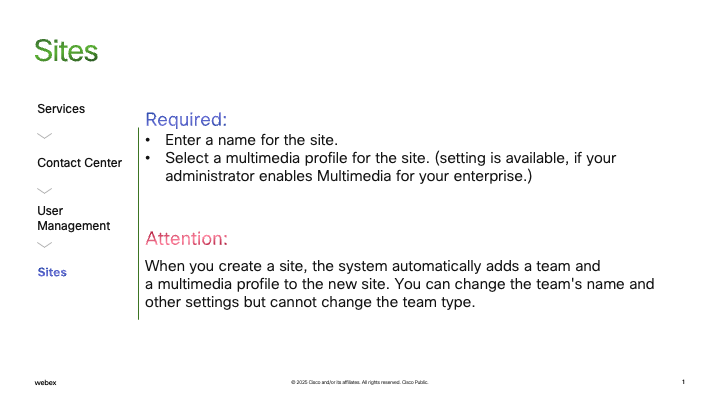 Sites
Services
Contact Center
User
Management
Sites
Required:
• Enter a name for the site.
• Select a multimedia profile for the site. (setting is available, if your
administrator enables Multimedia for your enterprise.)
Attention:
When you create a site, the system automatically adds a team and
a multimedia profile to the new site. You can change the team's name and
other settings but cannot change the team type.
webex
© 2025 Cisco and/or its affiliates. All rights reserved. Cisco Public.
1